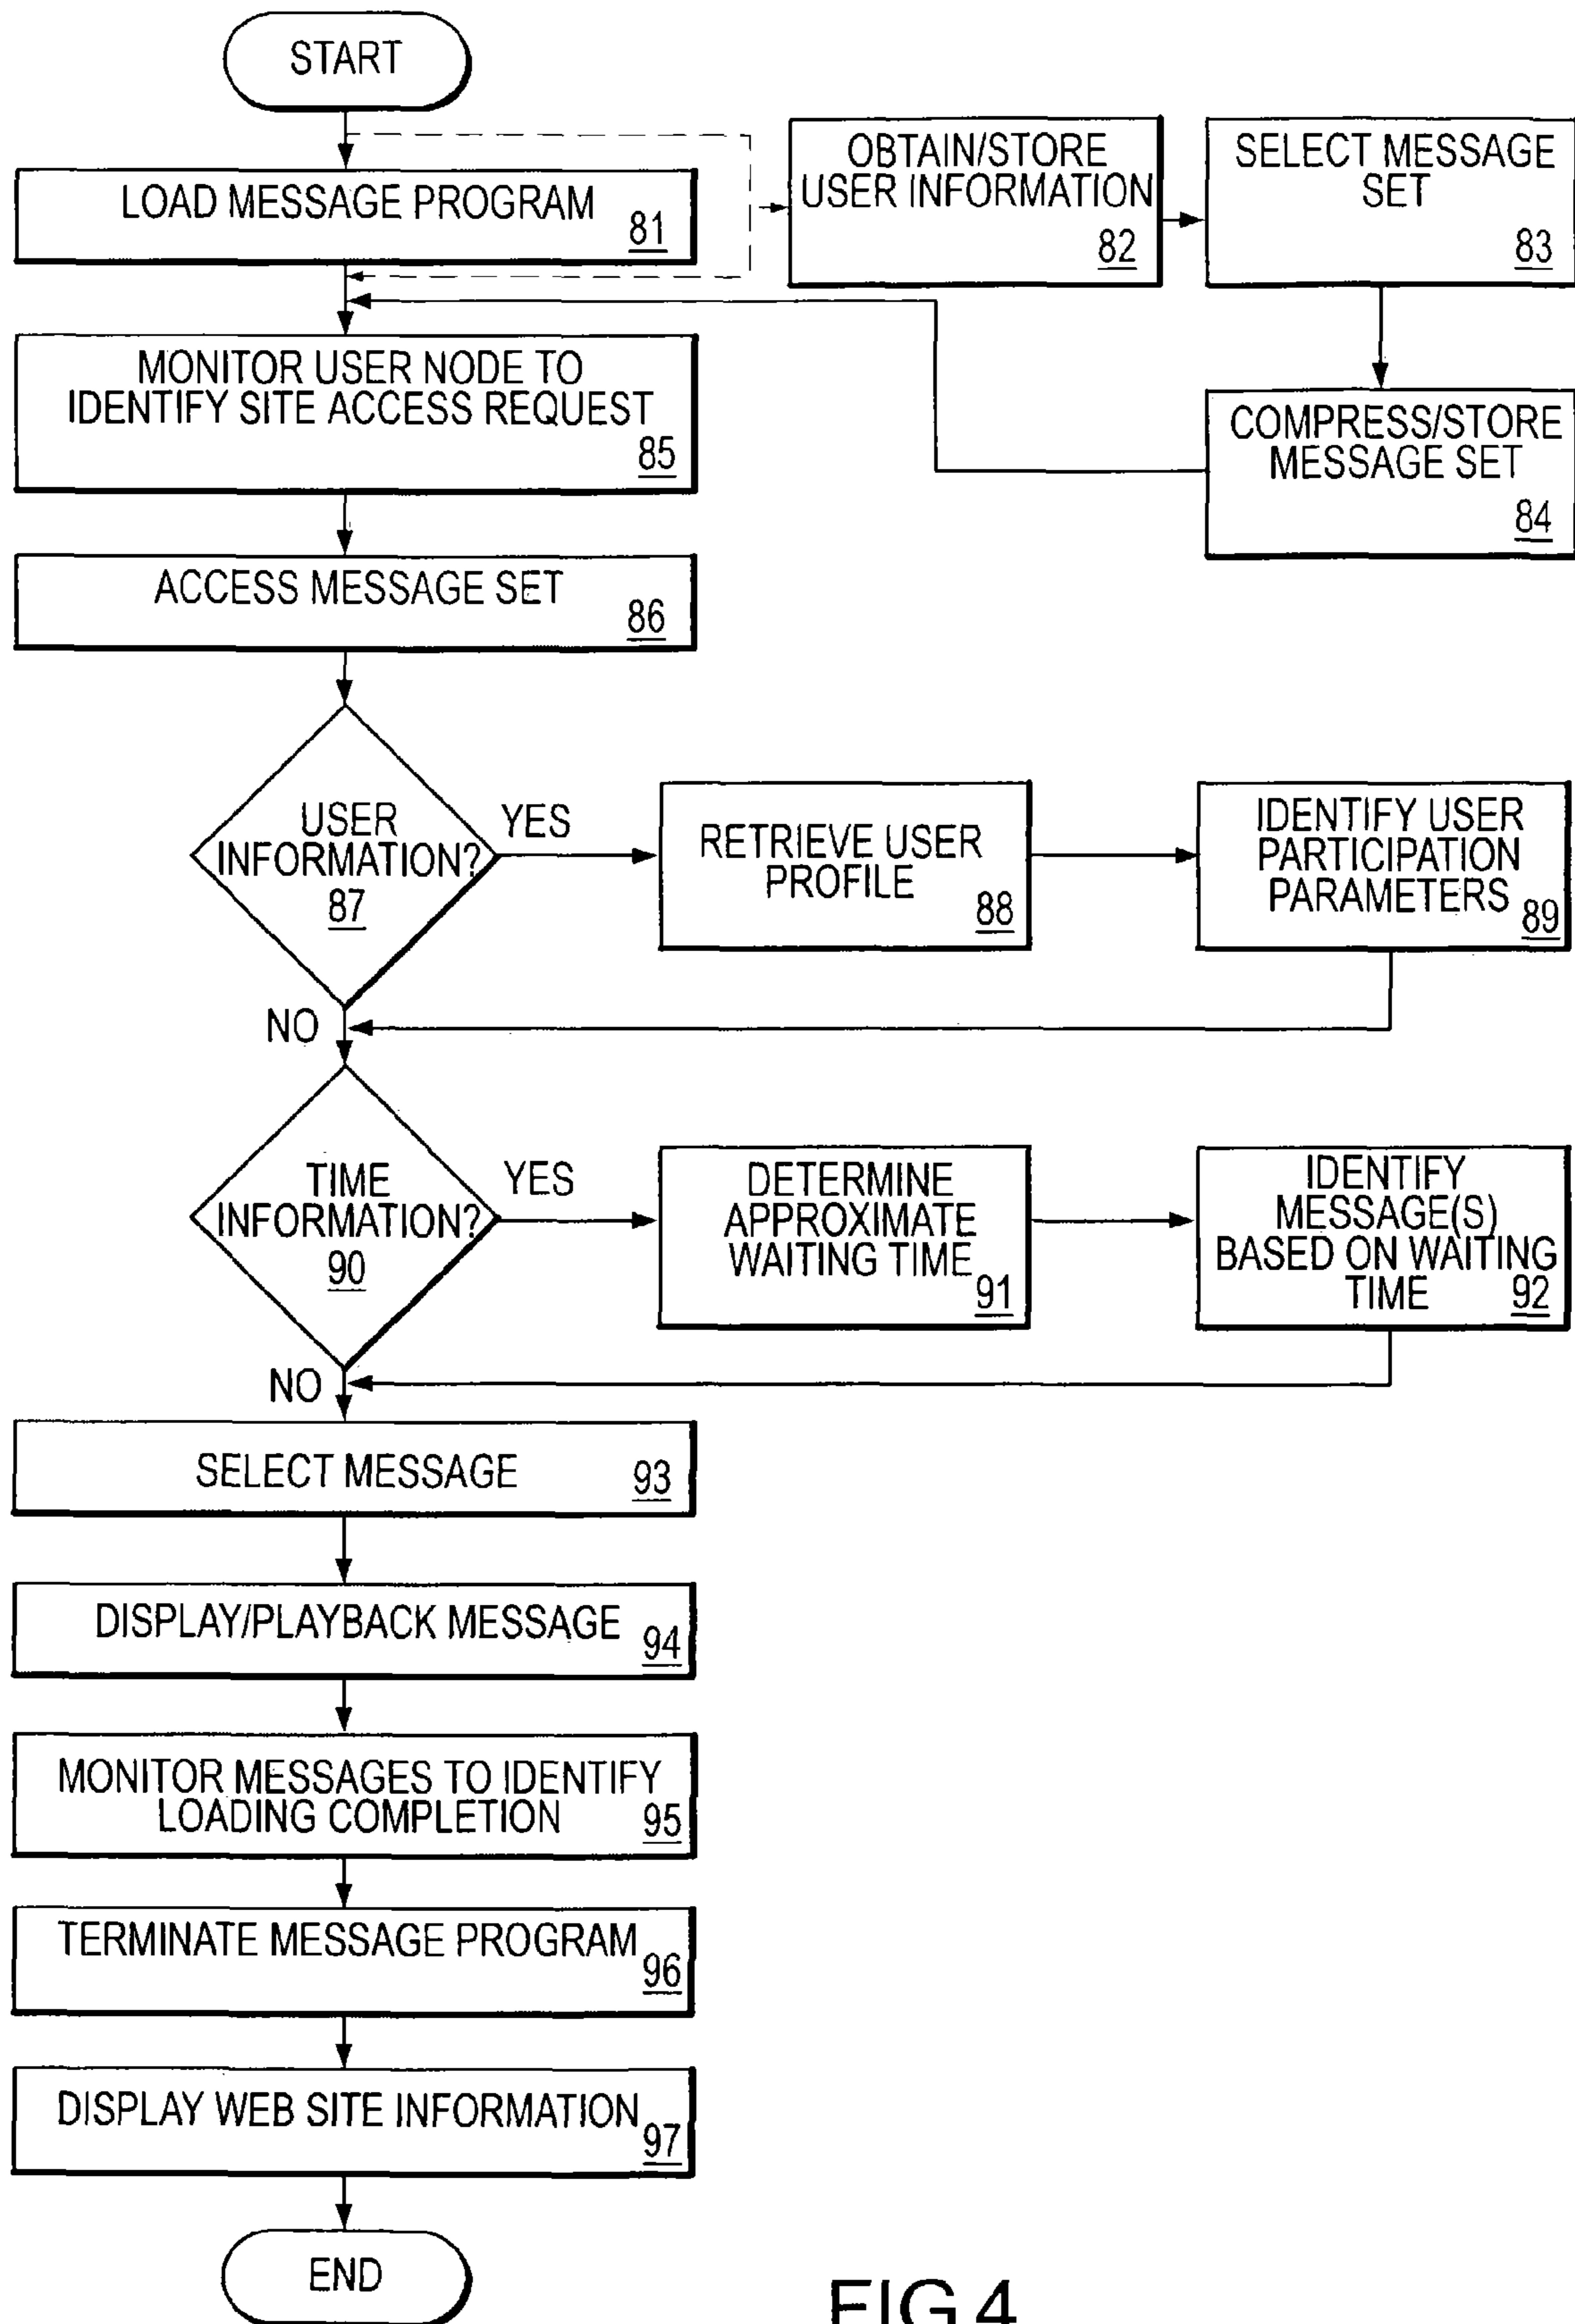 START
LOAD MESSAGE PROGRAM
81
OBTAIN/STORE
USER INFORMATION
82
SELECT MESSAGE
SET
83
COMPRESS/STORE
MESSAGE SET
84
MONITOR USER NODE TO
IDENTIFY SITE ACCESS REQUEST
85
ACCESS MESSAGE SET
86
USER
INFORMATION?
87
YES
RETRIEVE USER
PROFILE
88
IDENTIFY USER
PARTICIPATION
PARAMETERS
89
NO
TIME
INFORMATION?
90
YES
DETERMINE
APPROXIMATE
WAITING TIME
91
IDENTIFY
MESSAGE(S)
BASED ON WAITING
TIME
92
NO
SELECT MESSAGE
93
DISPLAY/PLAYBACK MESSAGE
94
MONITOR MESSAGES TO IDENTIFY
LOADING COMPLETION
95
TERMINATE MESSAGE PROGRAM
96
DISPLAY WEB SITE INFORMATION
97
END
FIG.4